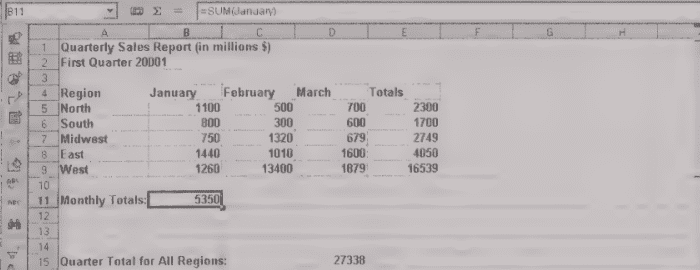 B11 Σ = =SUM(January)
A B C D E F G H
1 Quarterly Sales Report (in millions $)
2 First Quarter 20001
3
4 Region January February March Totals
5 North 1100 500 700 2300
6 South 800 300 600 1700
7 Midwest 750 1320 679 2749
8 East 1440 1010 1600 4050
9 West 1260 13400 1879 16539
10
11 Monthly Totals: 5350
12
13
14
15 Quarter Total for All Regions: 27338